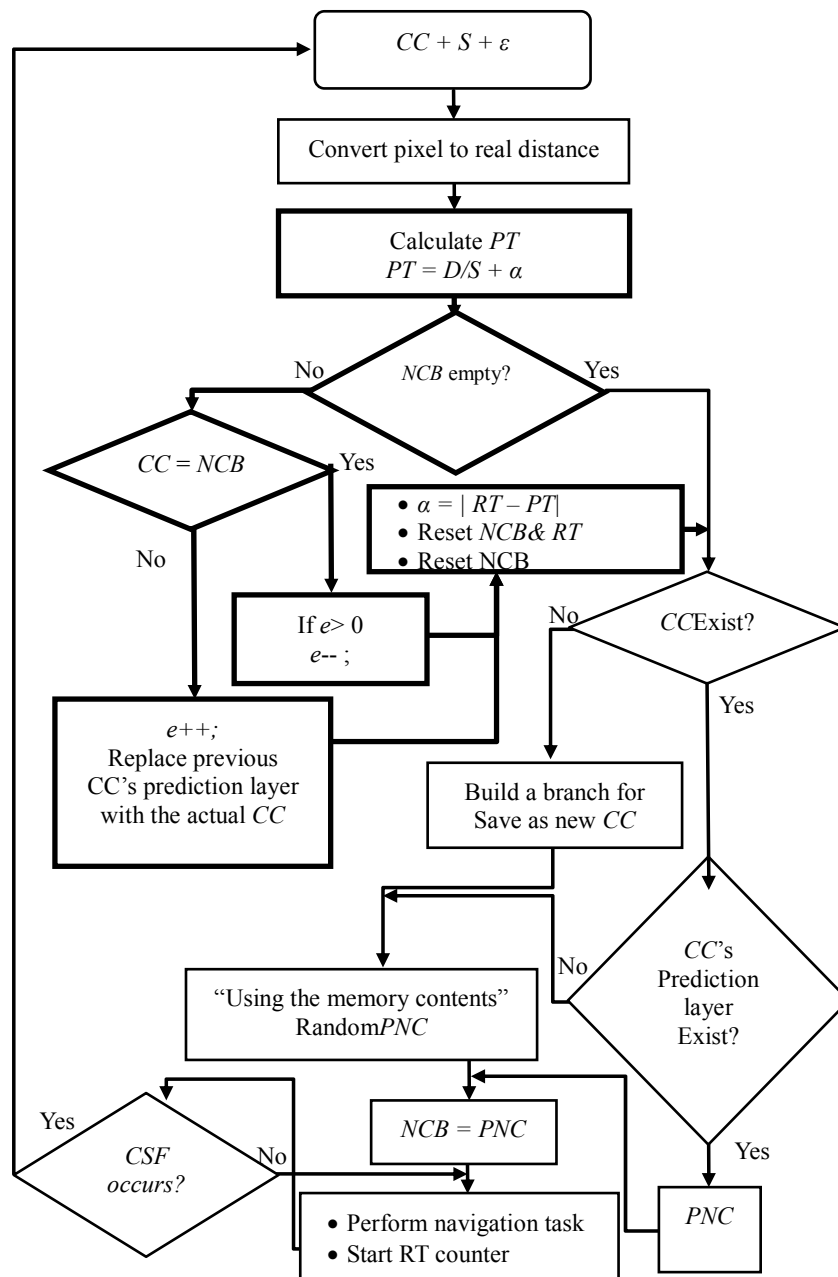 CC + S + ε
Convert pixel to real distance
Calculate PT
PT = D/S + α
No
NCB empty?
Yes
CC = NCB
Yes
• α = | RT – PT|
• Reset NCB& RT
• Reset NCB
No
If e> 0
e-- ;
No
CCExist?
Yes
e++;
Replace previous
CC’s prediction layer
with the actual CC
Build a branch for
Save as new CC
No
CC’s
Prediction
layer
Exist?
“Using the memory contents”
RandomPNC
Yes
NCB = PNC
CSF
occurs?
No
Yes
PNC
• Perform navigation task
• Start RT counter